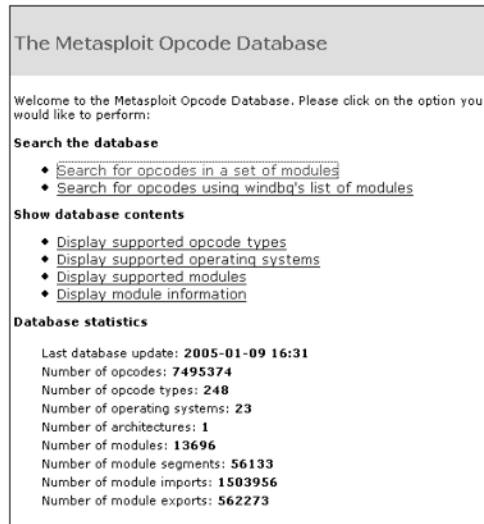 The Metasploit Opcode Database
Welcome to the Metasploit Opcode Database. Please click on the option you
would like to perform:
Search the database
Search for opcodes in a set of modules
Search for opcodes using windbg's list of modules
Show database contents
Display supported opcode types
Display supported operating systems
Display supported modules
Display module information
Database statistics
Last database update: 2005-01-09 16:31
Number of opcodes: 7495374
Number of opcode types: 248
Number of operating systems: 23
Number of architectures: 1
Number of modules: 13696
Number of module segments: 56133
Number of module imports: 1503956
Number of module exports: 562273